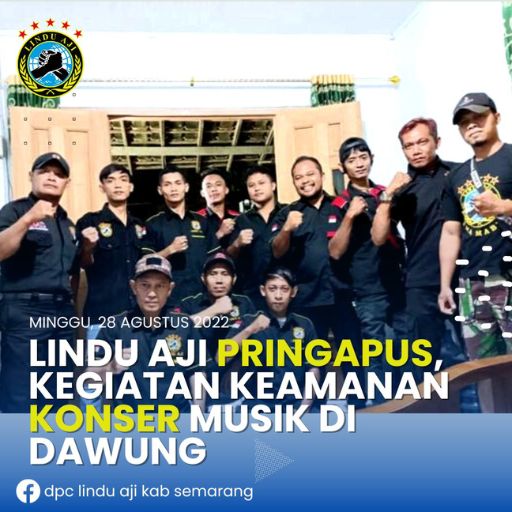 LINDU AJI
MINGGU, 28 AGUSTUS 2022
LINDU AJI PRINGAPUS,
KEGIATAN KEAMANAN
KONSER MUSIK DI
DAWUNG
dpc lindu aji kab semarang